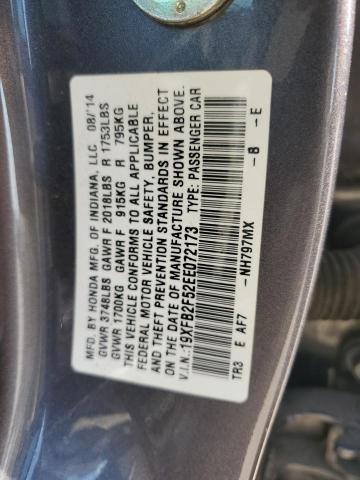 MFD. BY HONDA MFG. OF INDIANA, LLC 08/14
GVWR 3748LBS GAWR F 2018LBS R 1753LBS
GVWR 1700KG GAWR F 915KG R 795KG
THIS VEHICLE CONFORMS TO ALL APPLICABLE
FEDERAL MOTOR VEHICLE SAFETY, BUMPER,
AND THEFT PREVENTION STANDARDS IN EFFECT
ON THE DATE OF MANUFACTURE SHOWN ABOVE.
V.I.N.: 19XFB2F52EE072173 TYPE: PASSENGER CAR
-NH797MX -B -E
TR3 E AF7